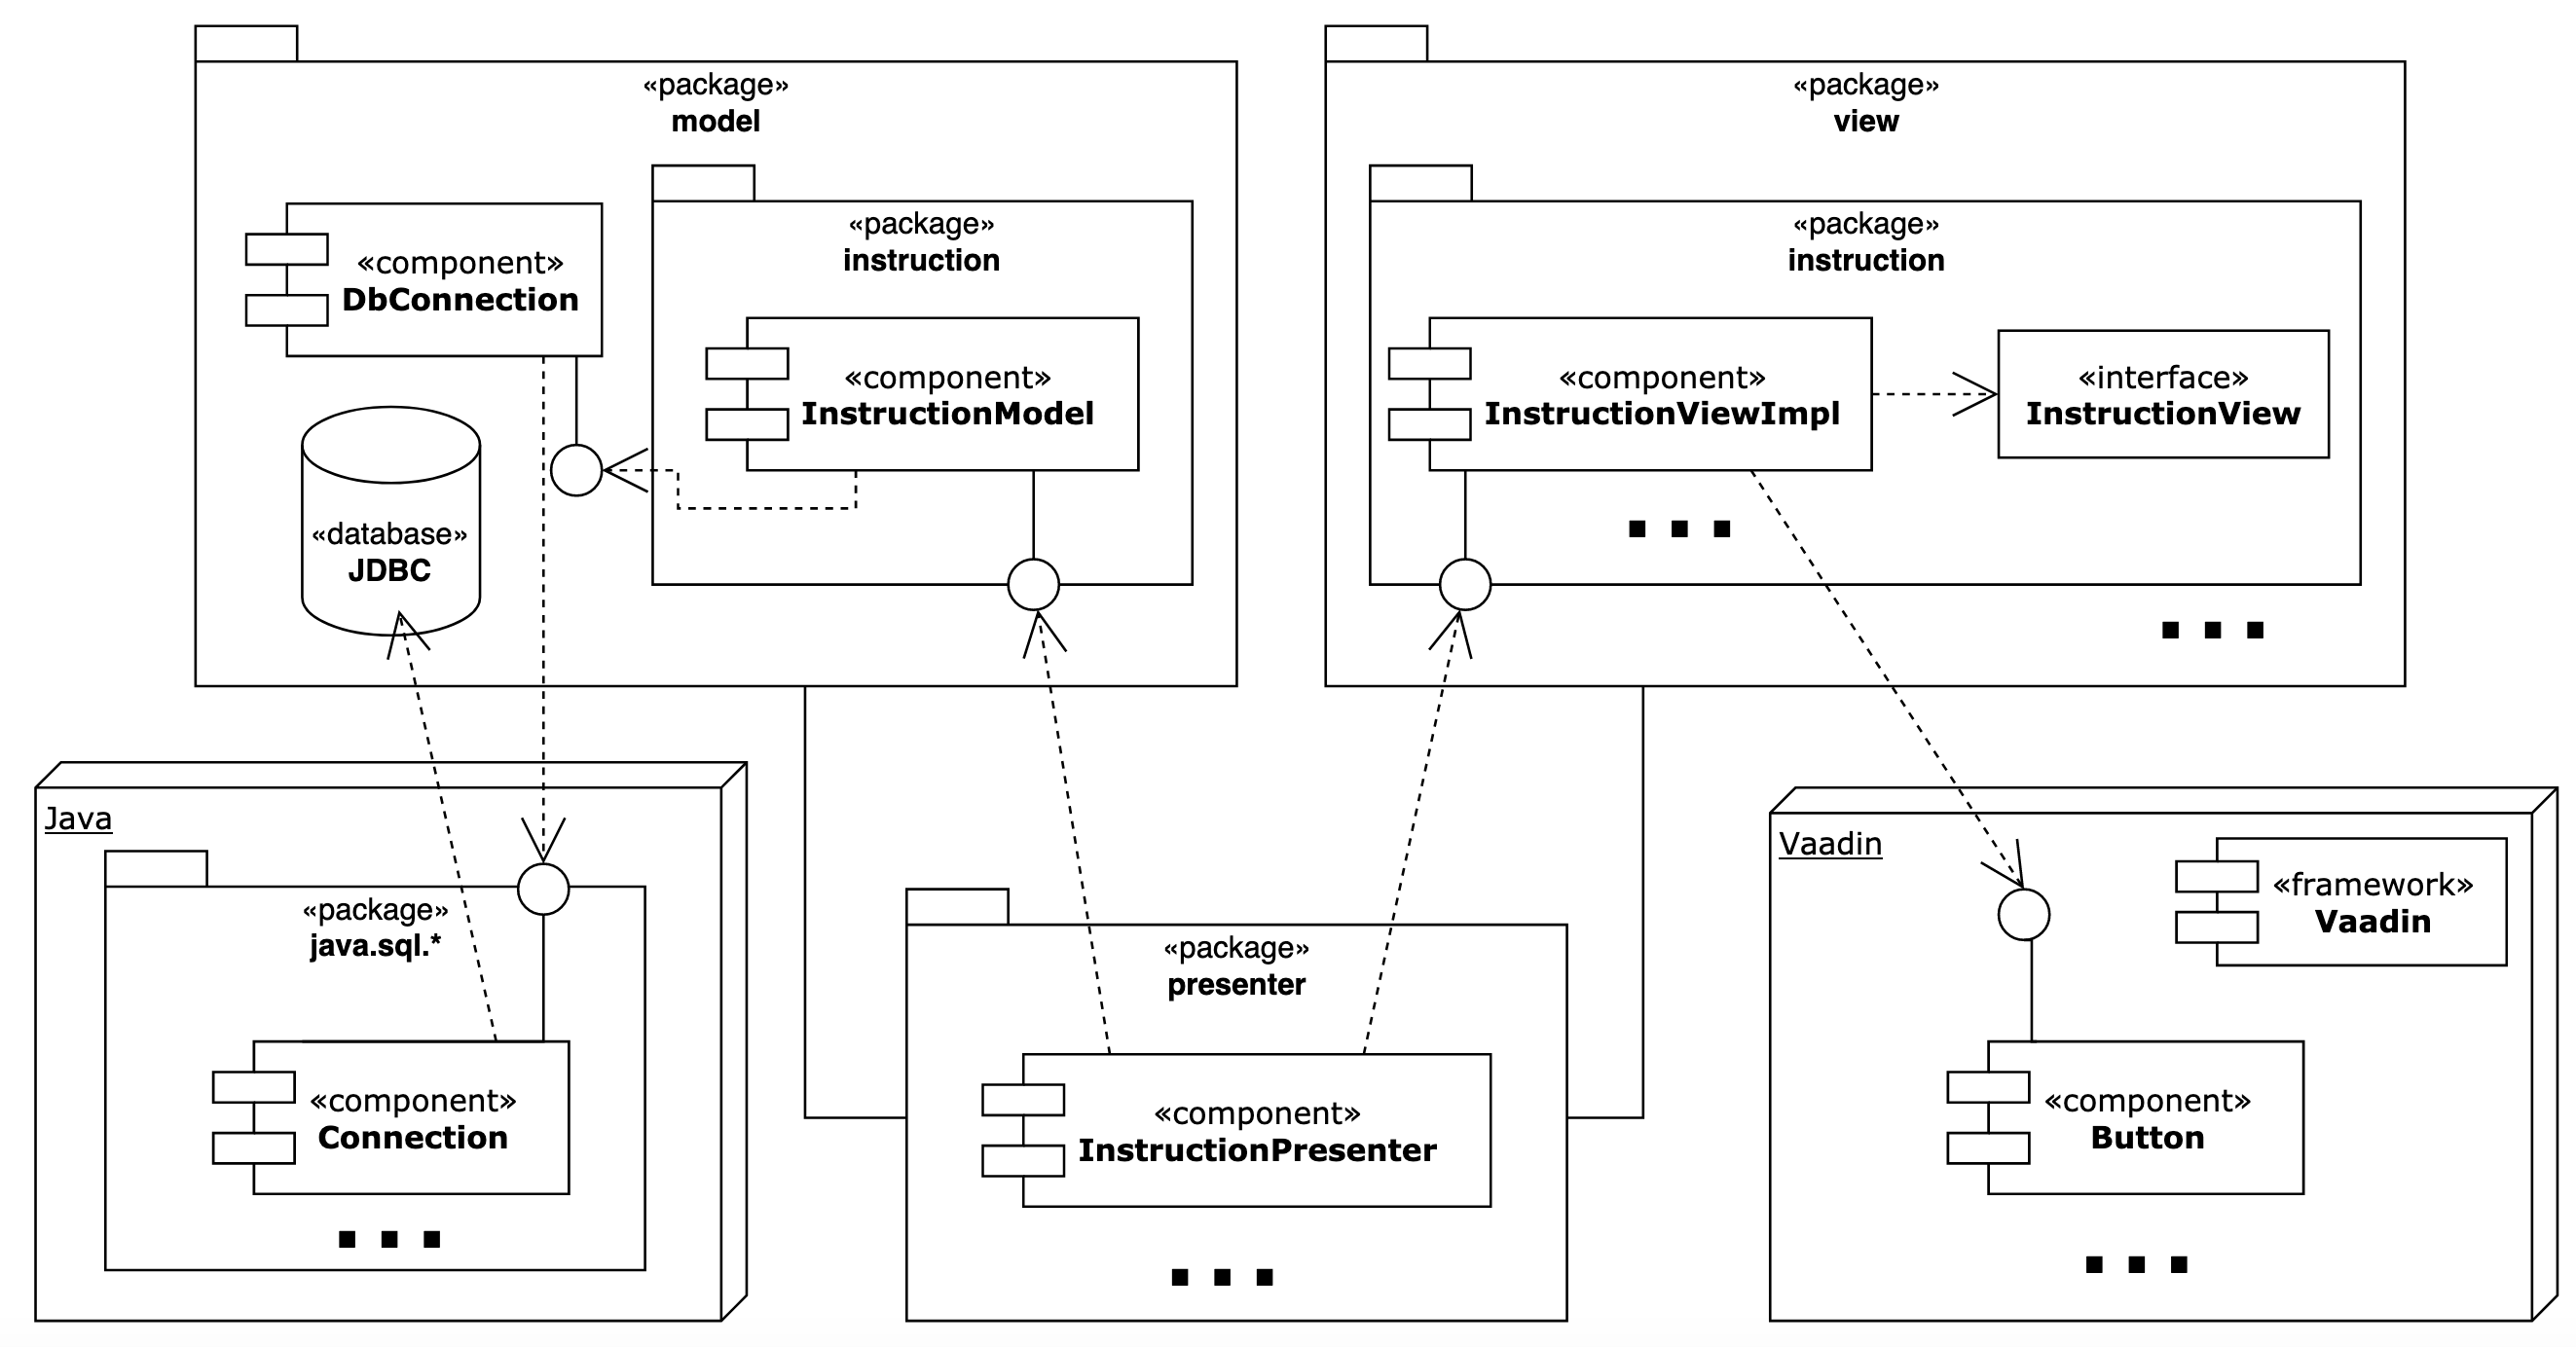 «package»
model
«component»
DbConnection
«package»
instruction
«component»
InstructionModel
«database»
JDBC
«package»
view
«package»
instruction
«component»
InstructionViewImpl
«interface»
InstructionView
Java
«package»
java.sql.*
«component»
Connection
«package»
presenter
«component»
InstructionPresenter
Vaadin
«framework»
Vaadin
«component»
Button